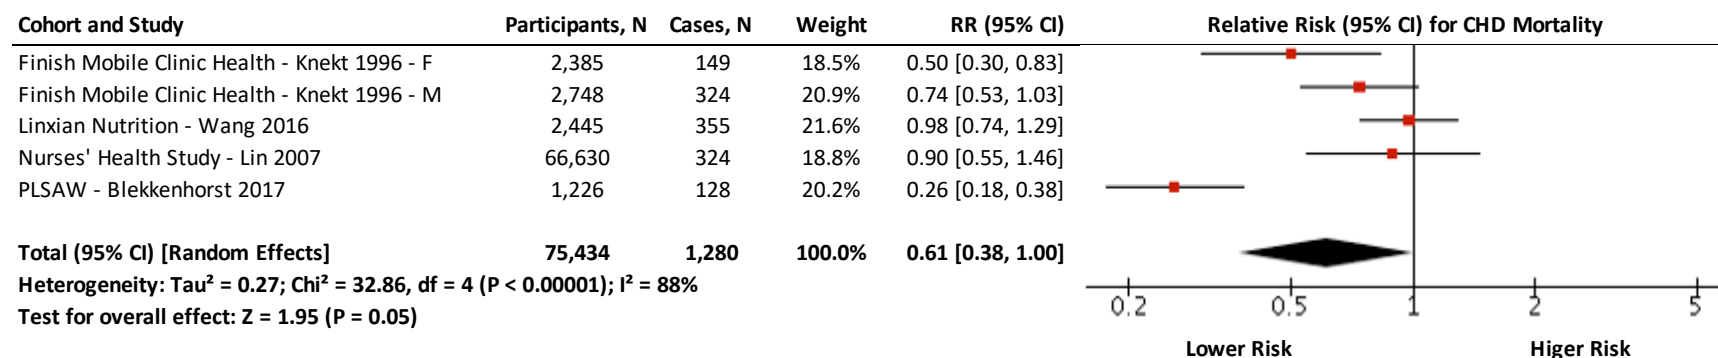 Cohort and Study Participants, N Cases, N Weight RR (95% CI) Relative Risk (95% CI) for CHD Mortality
Finish Mobile Clinic Health - Knekt 1996 - F 2,385 149 18.5% 0.50 [0.30, 0.83]
Finish Mobile Clinic Health - Knekt 1996 - M 2,748 324 20.9% 0.74 [0.53, 1.03]
Linxian Nutrition - Wang 2016 2,445 355 21.6% 0.98 [0.74, 1.29]
Nurses' Health Study - Lin 2007 66,630 324 18.8% 0.90 [0.55, 1.46]
PLSAW - Blekkenhorst 2017 1,226 128 20.2% 0.26 [0.18, 0.38]
Total (95% CI) [Random Effects] 75,434 1,280 100.0% 0.61 [0.38, 1.00]
Heterogeneity: Tau² = 0.27; Chi² = 32.86, df = 4 (P < 0.00001); I² = 88%
Test for overall effect: Z = 1.95 (P = 0.05)
0.2 0.5 1 2 5
Lower Risk Higer Risk